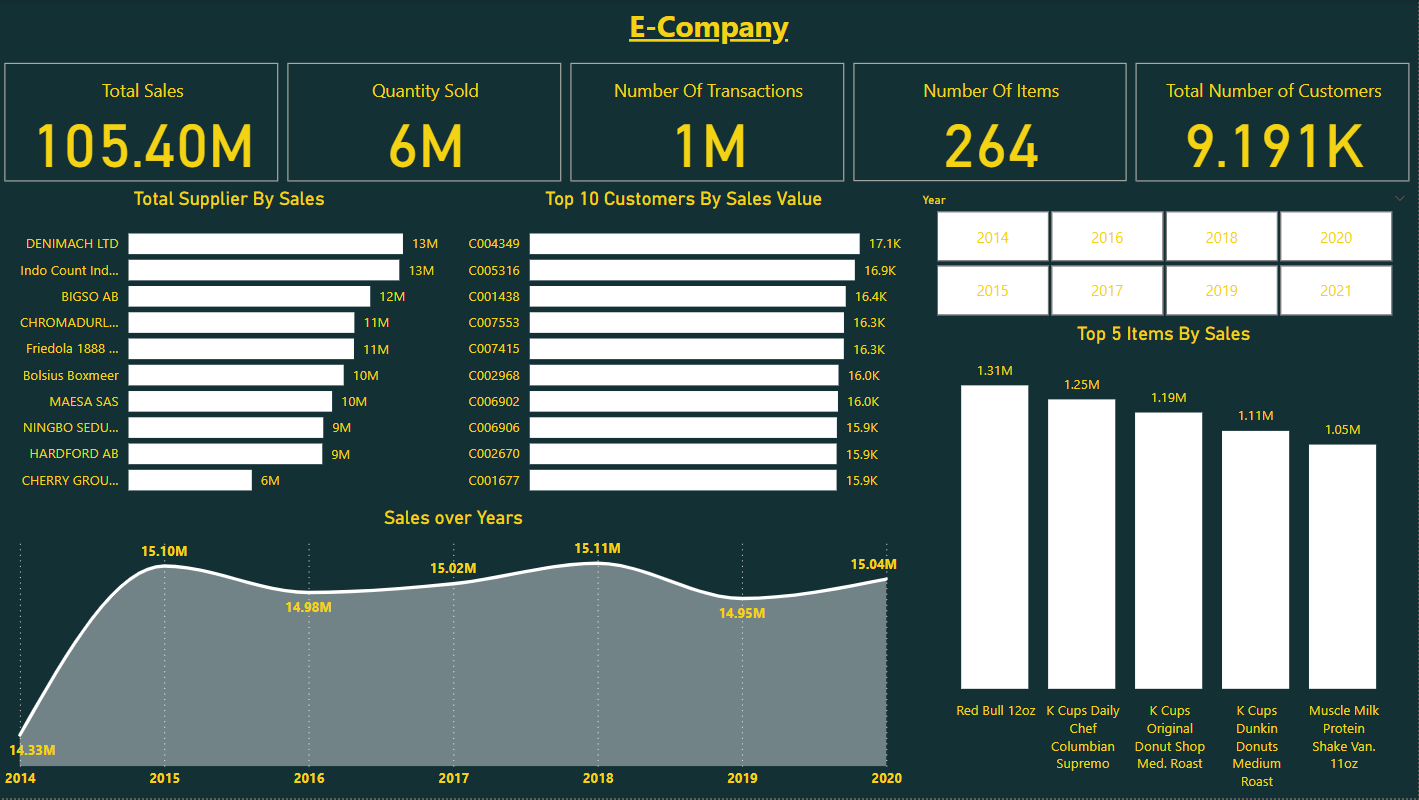 E-Company
Total Sales
105.40M
Quantity Sold
6M
Number Of Transactions
1M
Number Of Items
264
Total Number of Customers
9.191K
Total Supplier By Sales
DENIMACH LTD 13M
Indo Count Ind... 13M
BIGSO AB 12M
CHROMADURL... 11M
Friedola 1888 ... 11M
Bolsius Boxmeer 10M
MAESA SAS 10M
NINGBO SEDU... 9M
HARDFORD AB 9M
CHERRY GROU... 6M
Top 10 Customers By Sales Value
C004349 17.1K
C005316 16.9K
C001438 16.4K
C007553 16.3K
C007415 16.3K
C002968 16.0K
C006902 16.0K
C006906 15.9K
C002670 15.9K
C001677 15.9K
Year
2014 2016 2018 2020
2015 2017 2019 2021
Top 5 Items By Sales
1.31M
1.25M
1.19M
1.11M
1.05M
Red Bull 12oz
K Cups Daily
Chef
Columbian
Supremo
K Cups
Original
Donut Shop
Med. Roast
K Cups
Dunkin
Donuts
Medium
Roast
Muscle Milk
Protein
Shake Van.
11oz
Sales over Years
14.33M
15.10M
14.98M
15.02M
15.11M
14.95M
15.04M
2014 2015 2016 2017 2018 2019 2020